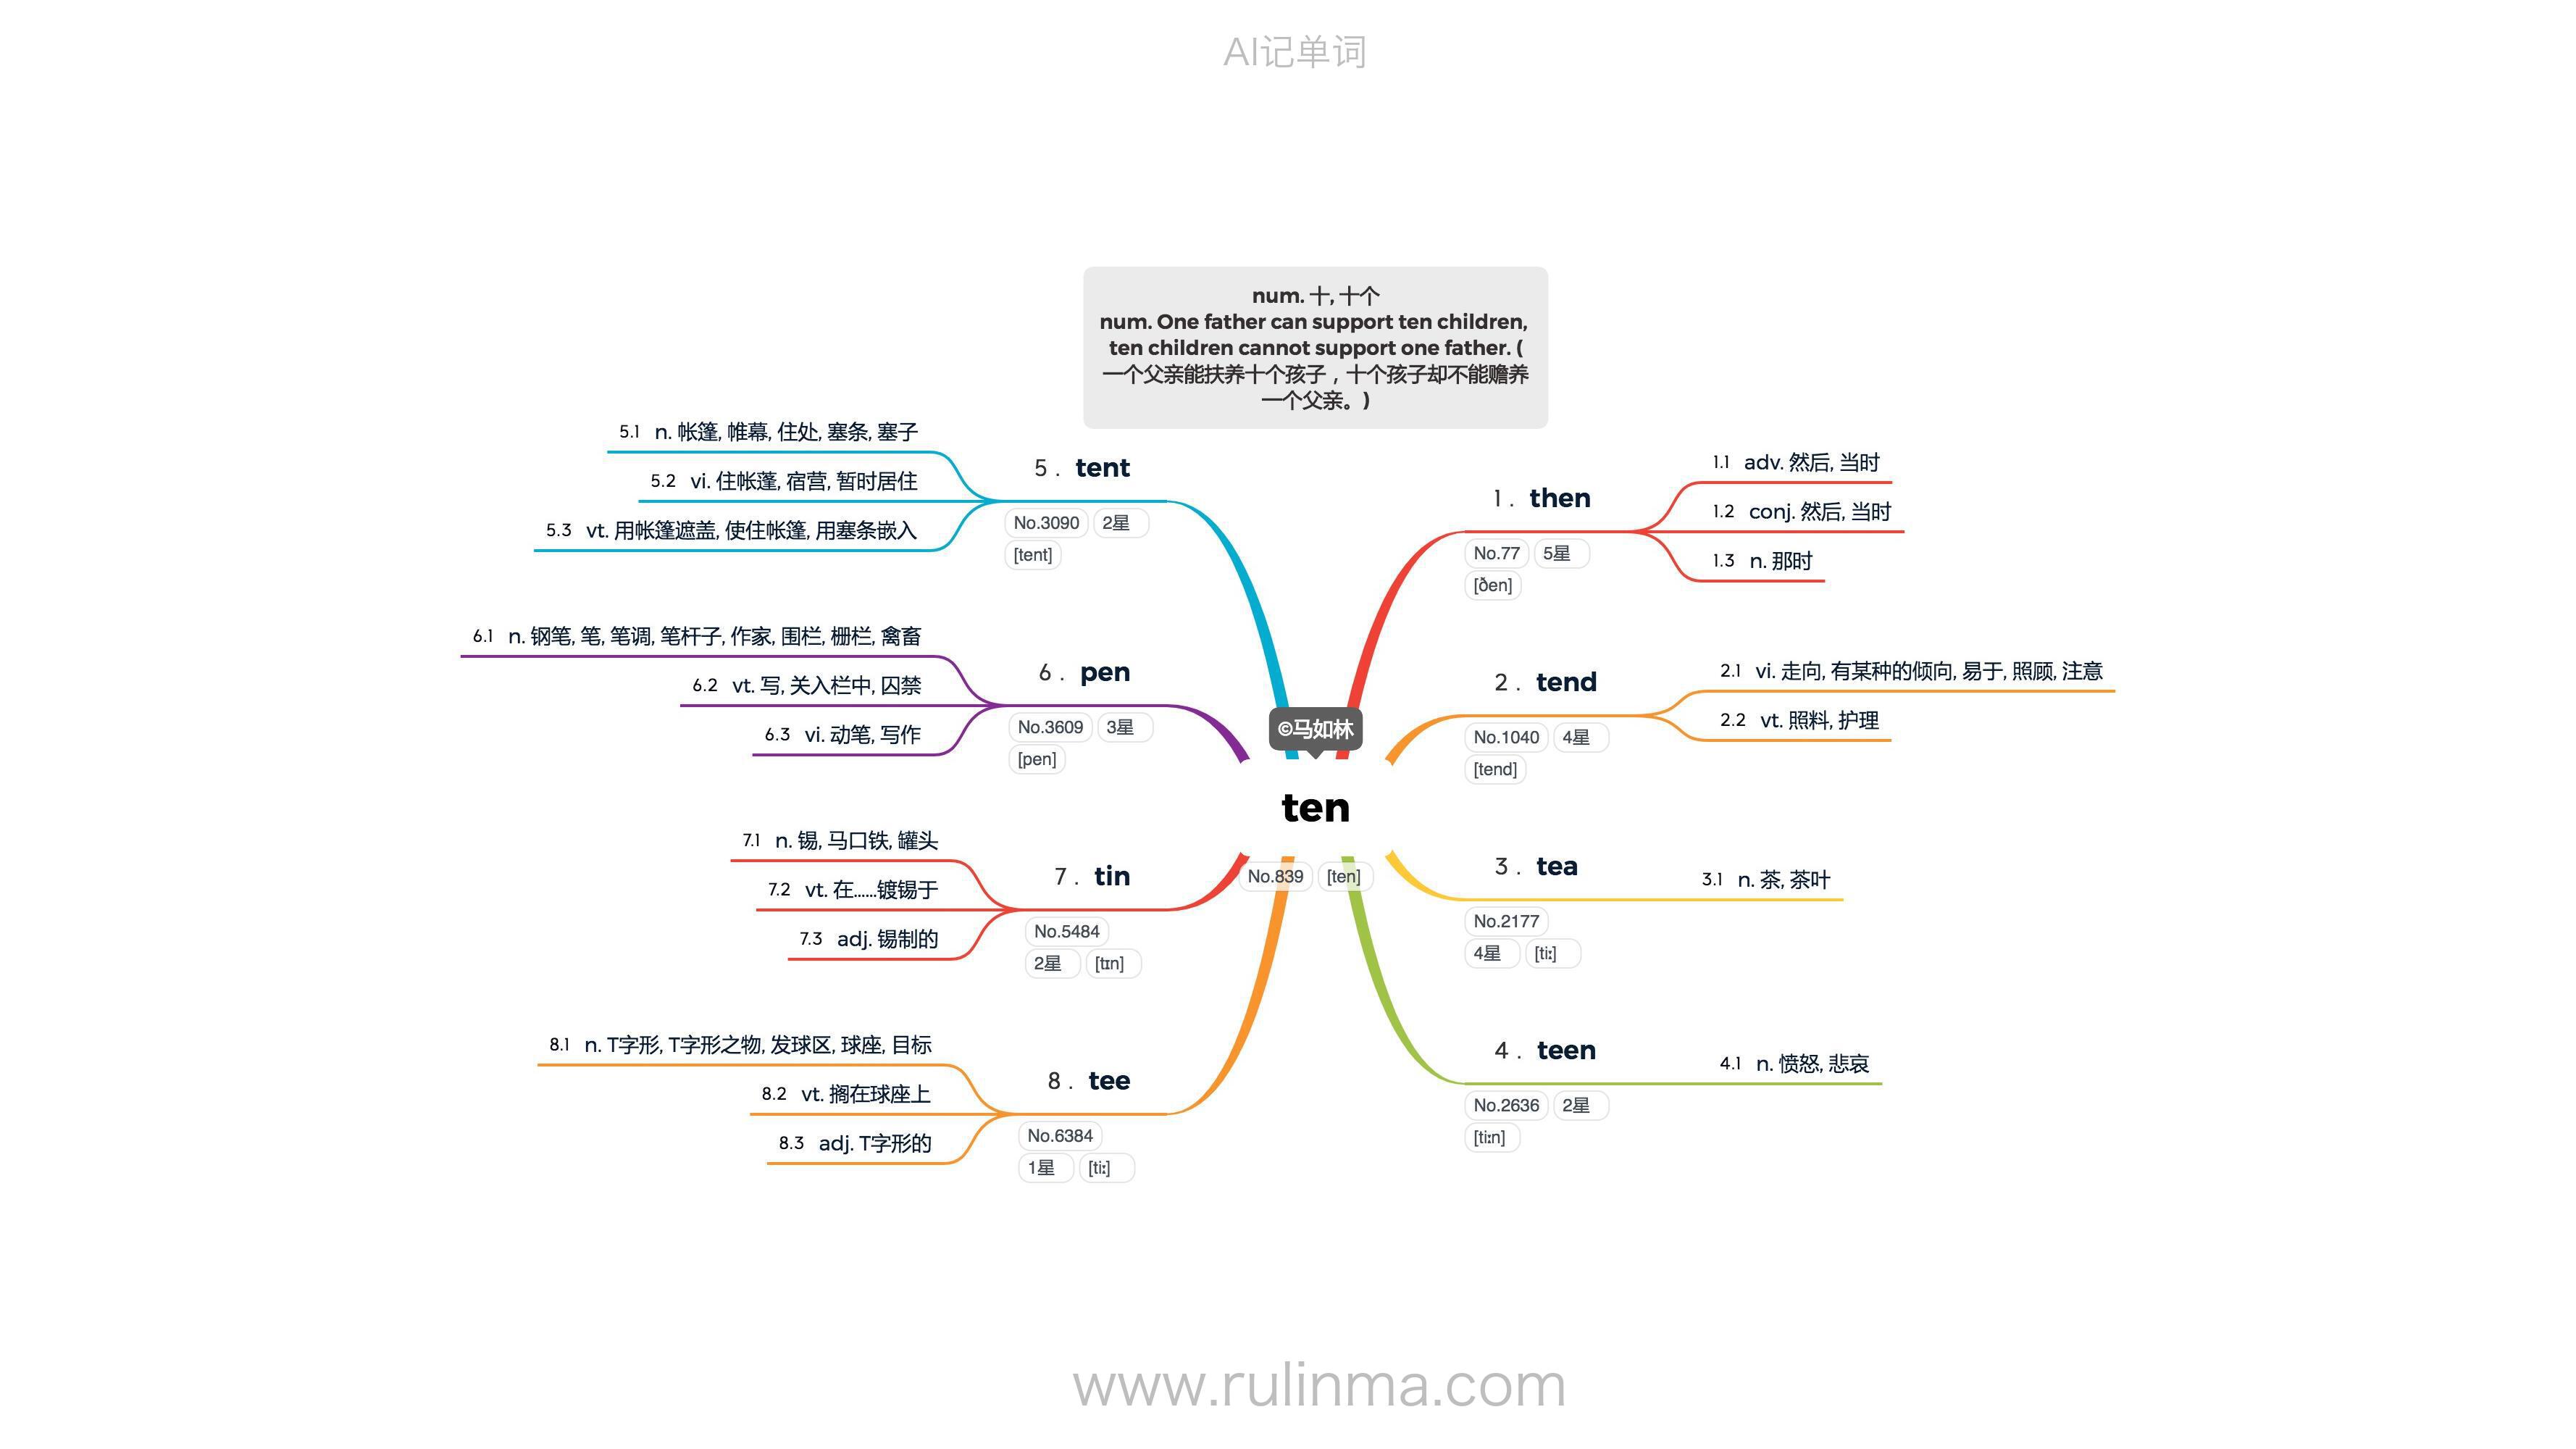 AI记单词
num. 十, 十个
num. One father can support ten children,
ten children cannot support one father. (
一个父亲能扶养十个孩子，十个孩子却不能赡养
一个父亲。)
©马如林
ten
No.839 [ten]
1 . then
No.77 5星
[ðen]
1.1 adv. 然后, 当时
1.2 conj. 然后, 当时
1.3 n. 那时
2 . tend
No.1040 4星
[tend]
2.1 vi. 走向, 有某种的倾向, 易于, 照顾, 注意
2.2 vt. 照料, 护理
3 . tea
No.2177
4星 [tiː]
3.1 n. 茶, 茶叶
4 . teen
No.2636 2星
[tiːn]
4.1 n. 愤怒, 悲哀
5 . tent
No.3090 2星
[tent]
5.1 n. 帐篷, 帷幕, 住处, 塞条, 塞子
5.2 vi. 住帐蓬, 宿营, 暂时居住
5.3 vt. 用帐篷遮盖, 使住帐篷, 用塞条嵌入
6 . pen
No.3609 3星
[pen]
6.1 n. 钢笔, 笔, 笔调, 笔杆子, 作家, 围栏, 栅栏, 禽畜
6.2 vt. 写, 关入栏中, 囚禁
6.3 vi. 动笔, 写作
7 . tin
No.5484
2星 [tɪn]
7.1 n. 锡, 马口铁, 罐头
7.2 vt. 在......镀锡于
7.3 adj. 锡制的
8 . tee
No.6384
1星 [tiː]
8.1 n. T字形, T字形之物, 发球区, 球座, 目标
8.2 vt. 搁在球座上
8.3 adj. T字形的
www.rulinma.com